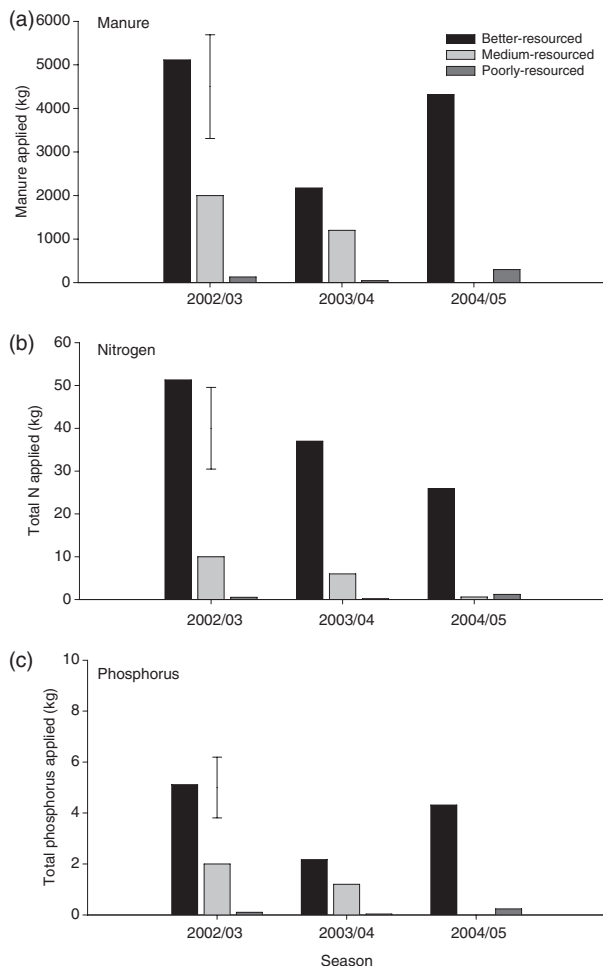 (a)
Manure
Better-resourced
Medium-resourced
Poorly-resourced
Manure applied (kg)
6000
5000
4000
3000
2000
1000
0
2002/03 2003/04 2004/05
(b)
Nitrogen
Total N applied (kg)
60
50
40
30
20
10
0
2002/03 2003/04 2004/05
(c)
Phosphorus
Total phosphorus applied (kg)
10
8
6
4
2
0
2002/03 2003/04 2004/05
Season